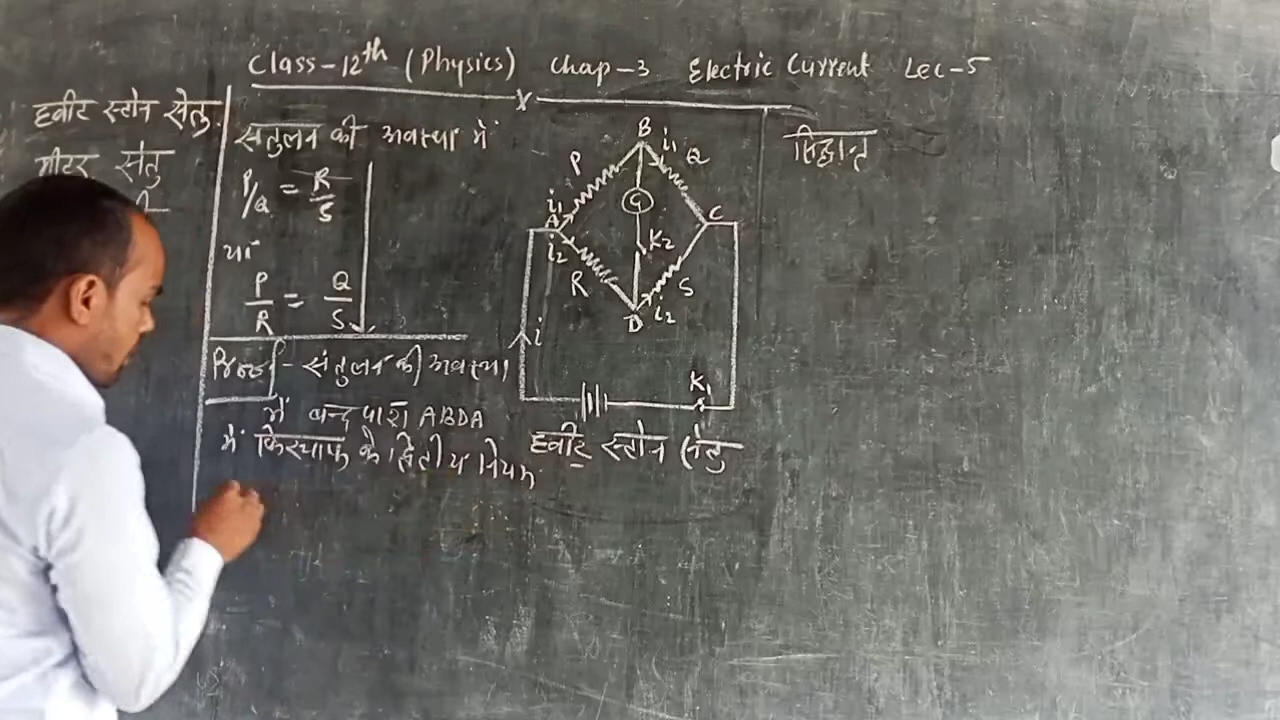 Class-12th (Physics) Chap-3 Electric Current Lec-5
ह्वीट स्टोन सेतु.
मीटर सेतु
संतुलन की अवस्था में
P/Q = R/S
या
P/R = Q/S
संतुलन की अवस्था
में बन्द पाश ABDA
में किरचॉफ के द्वितीय नियम
B
i1
P
Q
i1
A
G
C
i2
K2
R
S
D
i2
i
K1
ह्वीट स्टोन सेतु
सिद्धान्त